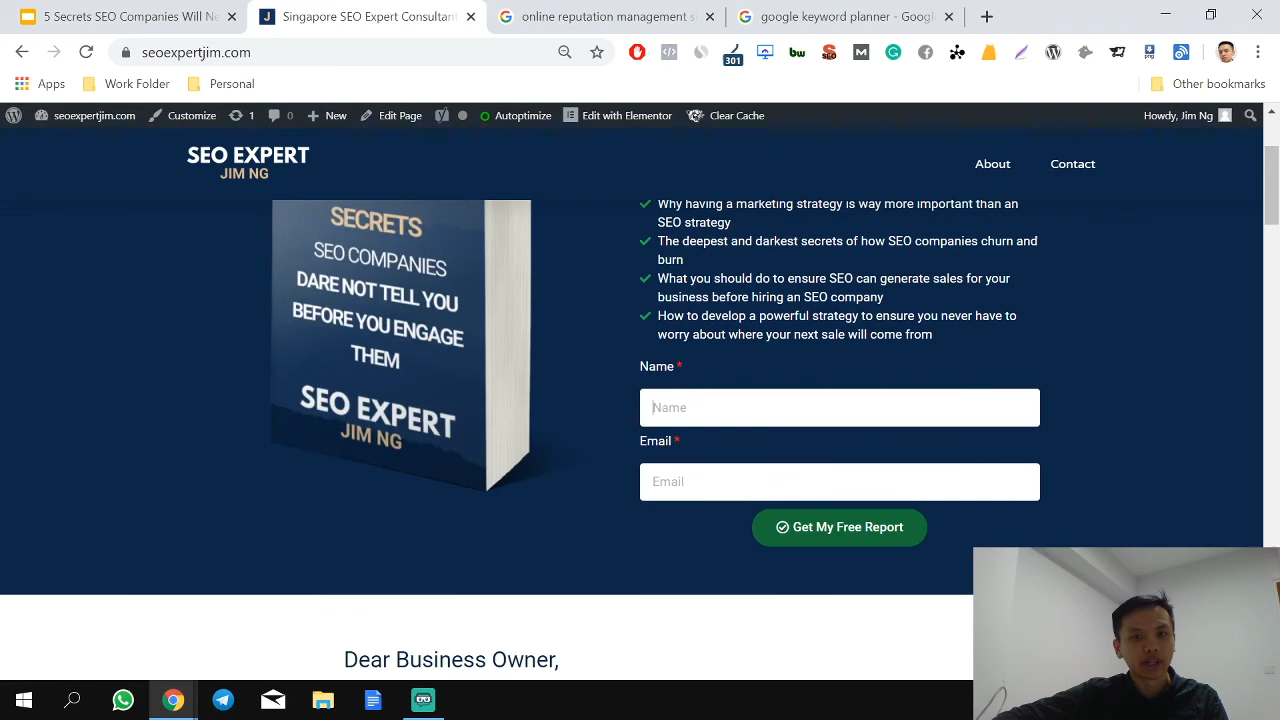 5 Secrets SEO Companies Will Ne
Singapore SEO Expert Consultant
online reputation management s
google keyword planner - Google
seoexpertjim.com
301
bw
SEO
M
png
Apps
Work Folder
Personal
Other bookmarks
seoexpertjim.com
Customize
1
0
New
Edit Page
Autoptimize
Edit with Elementor
Clear Cache
Howdy, Jim Ng
SEO EXPERT
JIM NG
About
Contact
SECRETS
SEO COMPANIES
DARE NOT TELL YOU
BEFORE YOU ENGAGE
THEM
SEO EXPERT
JIM NG
Why having a marketing strategy is way more important than an
SEO strategy
The deepest and darkest secrets of how SEO companies churn and
burn
What you should do to ensure SEO can generate sales for your
business before hiring an SEO company
How to develop a powerful strategy to ensure you never have to
worry about where your next sale will come from
Name *
Name
Email *
Email
Get My Free Report
Dear Business Owner,